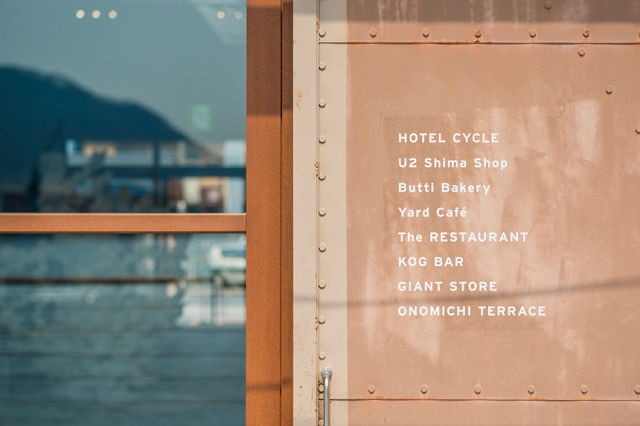 HOTEL CYCLE
U2 Shima Shop
Butti Bakery
Yard Café
The RESTAURANT
KOG BAR
GIANT STORE
ONOMICHI TERRACE